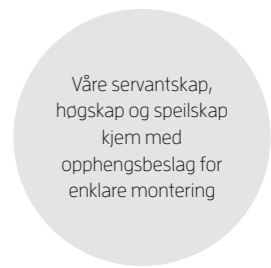 Våre servantskap,
høgskap og speilskap
kjem med
opphengsbeslag for
enklare montering